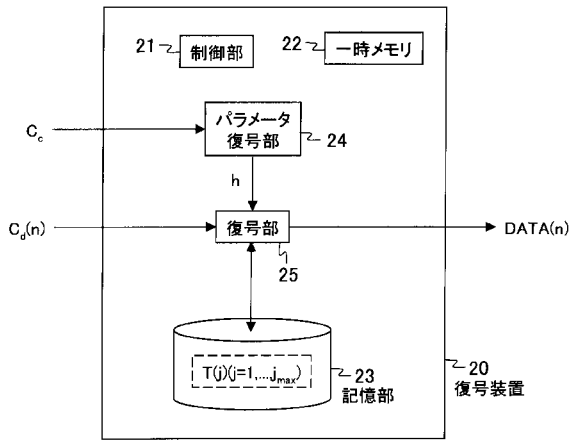 21
制御部
22
一時メモリ
C_c
パラメータ
復号部
24
h
C_d(n)
復号部
DATA(n)
25
T(j)(j=1,...j_max)
23
記憶部
20
復号装置